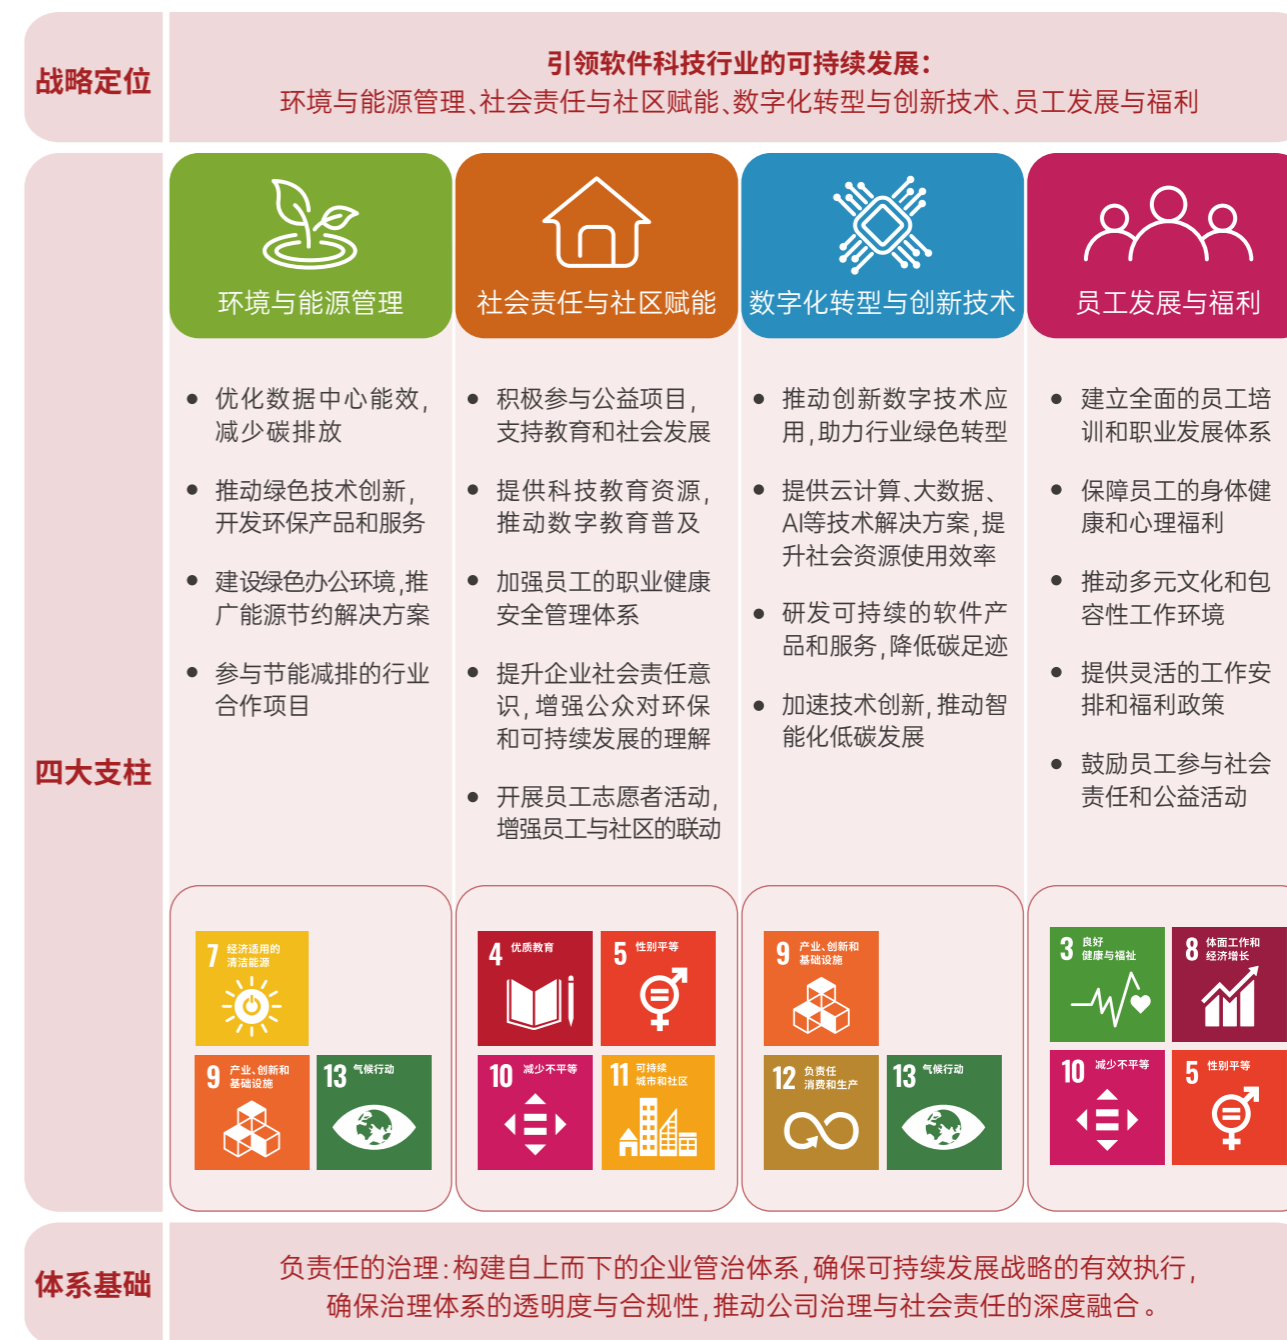 战略定位
引领软件科技行业的可持续发展：
环境与能源管理、社会责任与社区赋能、数字化转型与创新技术、员工发展与福利
四大支柱
环境与能源管理
优化数据中心能效，
减少碳排放
推动绿色技术创新，
开发环保产品和服务
建设绿色办公环境，推
广能源节约解决方案
参与节能减排的行业
合作项目
7 经济适用的
清洁能源
9 产业、创新和
基础设施
13 气候行动
社会责任与社区赋能
积极参与公益项目，
支持教育和社会发展
提供科技教育资源，
推动数字教育普及
加强员工的职业健康
安全管理体系
提升企业社会责任意
识，增强公众对环保
和可持续发展的理解
开展员工志愿者活动，
增强员工与社区的联动
4 优质教育
5 性别平等
10 减少不平等
11 可持续
城市和社区
数字化转型与创新技术
推动创新数字技术应
用，助力行业绿色转型
提供云计算、大数据、
AI等技术解决方案，提
升社会资源使用效率
研发可持续的软件产
品和服务，降低碳足迹
加速技术创新，推动智
能化低碳发展
9 产业、创新和
基础设施
12 负责任
消费和生产
13 气候行动
员工发展与福利
建立全面的员工培
训和职业发展体系
保障员工的身体健
康和心理福利
推动多元文化和包
容性工作环境
提供灵活的工作安
排和福利政策
鼓励员工参与社会
责任和公益活动
3 良好
健康与福祉
8 体面工作和
经济增长
10 减少不平等
5 性别平等
体系基础
负责任的治理：构建自上而下的企业管治体系，确保可持续发展战略的有效执行，
确保治理体系的透明度与合规性，推动公司治理与社会责任的深度融合。